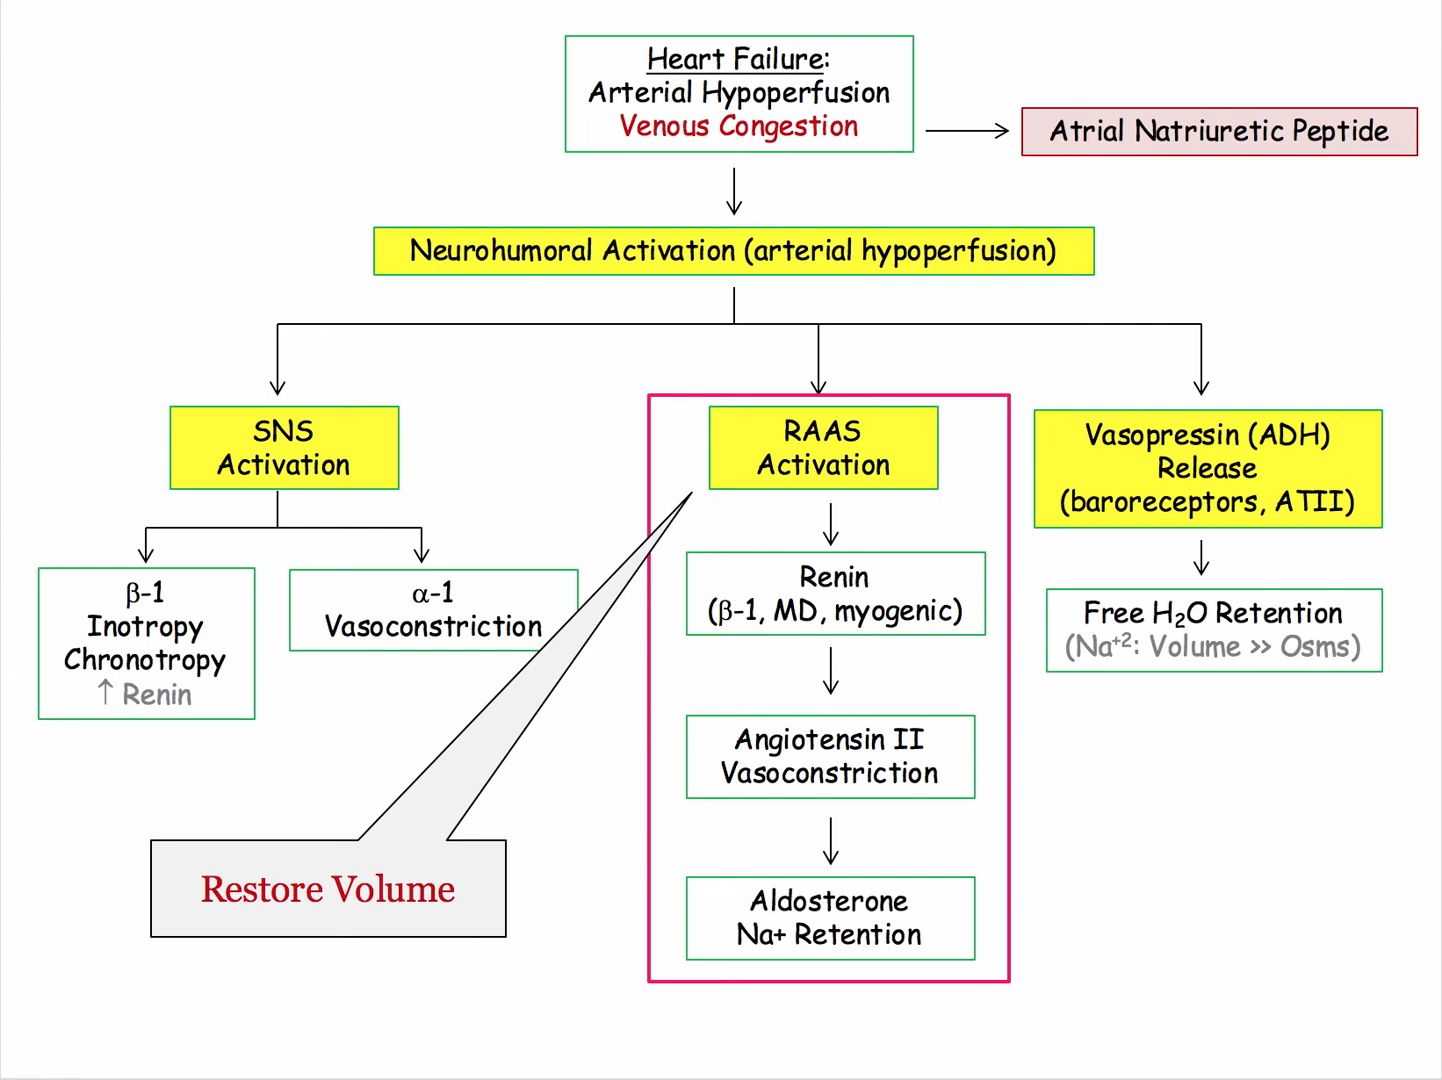 Heart Failure:
Arterial Hypoperfusion
Venous Congestion
Atrial Natriuretic Peptide
Neurohumoral Activation (arterial hypoperfusion)
SNS
Activation
β-1
Inotropy
Chronotropy
↑ Renin
α-1
Vasoconstriction
RAAS
Activation
Renin
(β-1, MD, myogenic)
Angiotensin II
Vasoconstriction
Aldosterone
Na+ Retention
Vasopressin (ADH)
Release
(baroreceptors, ATII)
Free H₂O Retention
(Na⁺²: Volume >> Osms)
Restore Volume